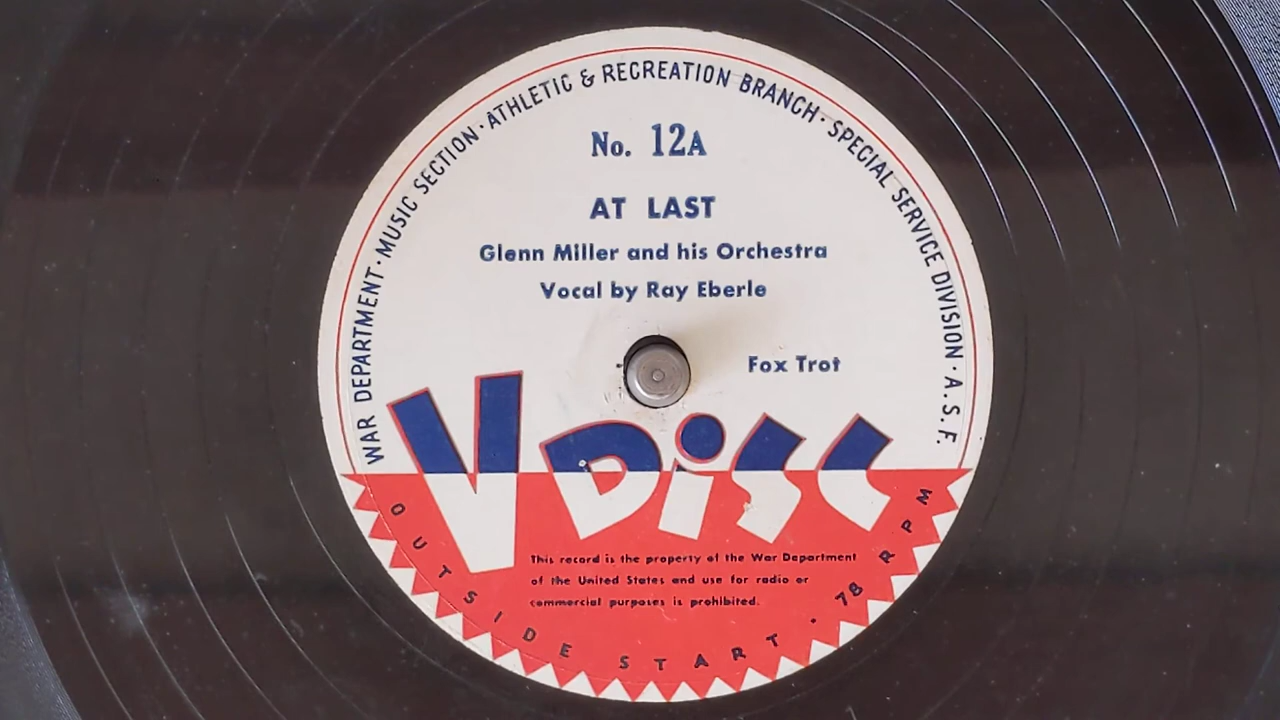 WAR DEPARTMENT · MUSIC SECTION · ATHLETIC & RECREATION BRANCH · SPECIAL SERVICE DIVISION · A. S. F.
No. 12A
AT LAST
Glenn Miller and his Orchestra
Vocal by Ray Eberle
Fox Trot
V Disc
This record is the property of the War Department
of the United States and use for radio or
commercial purposes is prohibited.
OUTSIDE START · 78 RPM